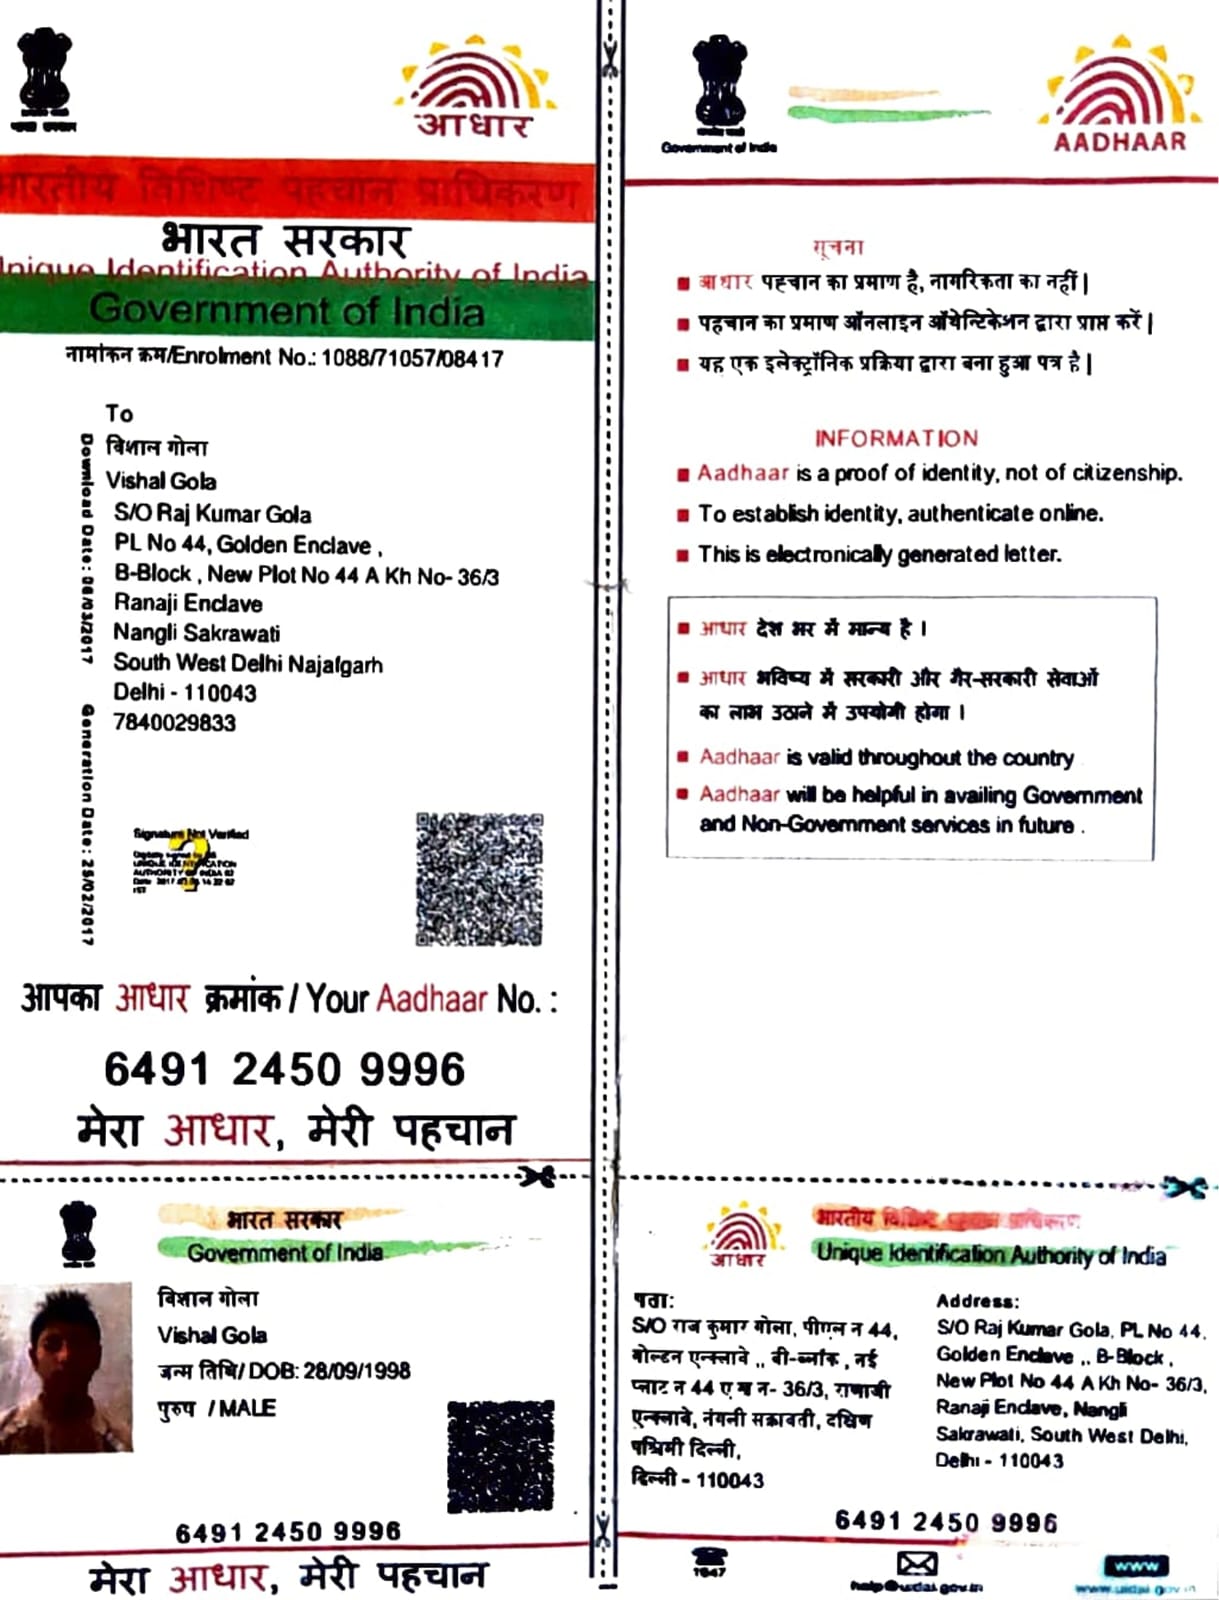 भारत सरकार
आधार
भारतीय विशिष्ट पहचान प्राधिकरण
भारत सरकार
Unique Identification Authority of India
Government of India
नामांकन क्रम/Enrolment No.: 1088/71057/08417
To
विशाल गोला
Vishal Gola
S/O Raj Kumar Gola
PL No 44, Golden Enclave ,
B-Block , New Plot No 44 A Kh No- 36/3
Ranaji Enclave
Nangli Sakrawati
South West Delhi Najafgarh
Delhi - 110043
7840029833
Download Date: 06/03/2017
Generation Date: 25/02/2017
Signature Not Verified
आपका आधार क्रमांक / Your Aadhaar No. :
6491 2450 9996
मेरा आधार, मेरी पहचान
Government of India
AADHAAR
सूचना
आधार पहचान का प्रमाण है, नागरिकता का नहीं |
पहचान का प्रमाण ऑनलाइन ऑथेन्टिकेशन द्वारा प्राप्त करें |
यह एक इलेक्ट्रॉनिक प्रक्रिया द्वारा बना हुआ पत्र है |
INFORMATION
Aadhaar is a proof of identity, not of citizenship.
To establish identity, authenticate online.
This is electronically generated letter.
आधार देश भर में मान्य है ।
आधार भविष्य में सरकारी और गैर-सरकारी सेवाओं
का लाभ उठाने में उपयोगी होगा ।
Aadhaar is valid throughout the country
Aadhaar will be helpful in availing Government
and Non-Government services in future .
भारत सरकार
Government of India
विशाल गोला
Vishal Gola
जन्म तिथि/ DOB: 28/09/1998
पुरुष / MALE
6491 2450 9996
मेरा आधार, मेरी पहचान
आधार
भारतीय विशिष्ट पहचान प्राधिकरण
Unique Identification Authority of India
पता:
S/O राज कुमार गोला, पीएल न 44,
गोल्डन एन्क्लावे ,, बी-ब्लॉक , नई
प्लाट न 44 ए ख न- 36/3, राणाजी
एन्क्लावे, नंगली सक्रावती, दक्षिण
पश्चिमी दिल्ली,
दिल्ली - 110043
Address:
S/O Raj Kumar Gola, PL No 44,
Golden Enclave ,, B-Block ,
New Plot No 44 A Kh No- 36/3,
Ranaji Enclave, Nangli
Sakrawati, South West Delhi,
Delhi - 110043
6491 2450 9996
1947
help@uidai.gov.in
www
www.uidai.gov.in